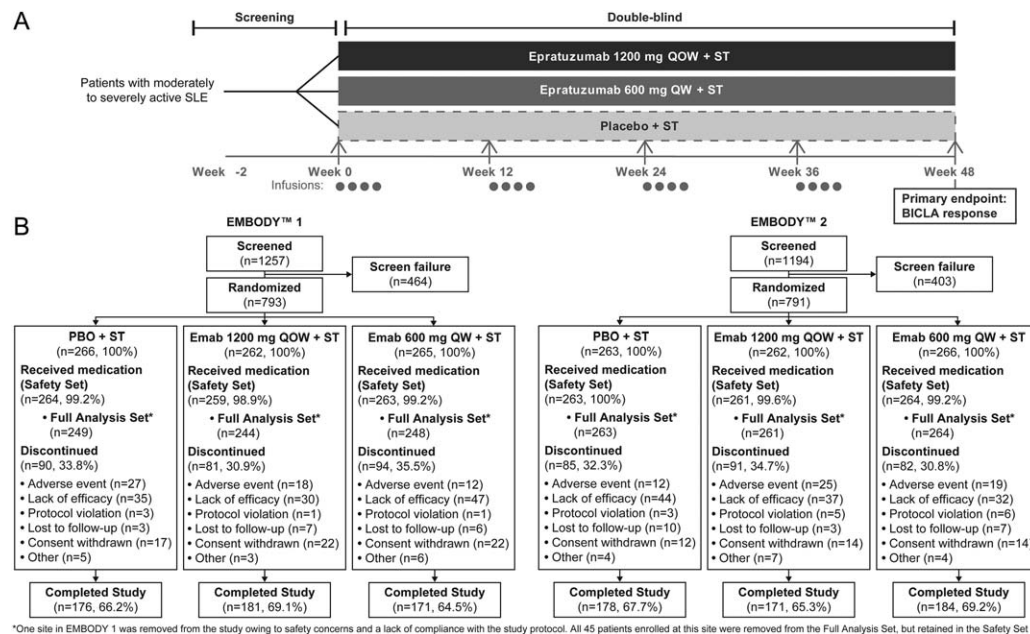 A
Screening
Double-blind
Patients with moderately
to severely active SLE
Epratuzumab 1200 mg QOW + ST
Epratuzumab 600 mg QW + ST
Placebo + ST
Week -2
Week 0
Week 12
Week 24
Week 36
Week 48
Infusions:
Primary endpoint:
BICLA response
B
EMBODY™ 1
Screened
(n=1257)
Screen failure
(n=464)
Randomized
(n=793)
PBO + ST
(n=266, 100%)
Received medication
(Safety Set)
(n=264, 99.2%)
• Full Analysis Set*
(n=249)
Discontinued
(n=90, 33.8%)
• Adverse event (n=27)
• Lack of efficacy (n=35)
• Protocol violation (n=3)
• Lost to follow-up (n=3)
• Consent withdrawn (n=17)
• Other (n=5)
Completed Study
(n=176, 66.2%)
Emab 1200 mg QOW + ST
(n=262, 100%)
Received medication
(Safety Set)
(n=259, 98.9%)
• Full Analysis Set*
(n=244)
Discontinued
(n=81, 30.9%)
• Adverse event (n=18)
• Lack of efficacy (n=30)
• Protocol violation (n=1)
• Lost to follow-up (n=7)
• Consent withdrawn (n=22)
• Other (n=3)
Completed Study
(n=181, 69.1%)
Emab 600 mg QW + ST
(n=265, 100%)
Received medication
(Safety Set)
(n=263, 99.2%)
• Full Analysis Set*
(n=248)
Discontinued
(n=94, 35.5%)
• Adverse event (n=12)
• Lack of efficacy (n=47)
• Protocol violation (n=1)
• Lost to follow-up (n=6)
• Consent withdrawn (n=22)
• Other (n=6)
Completed Study
(n=171, 64.5%)
EMBODY™ 2
Screened
(n=1194)
Screen failure
(n=403)
Randomized
(n=791)
PBO + ST
(n=263, 100%)
Received medication
(Safety Set)
(n=263, 100%)
• Full Analysis Set*
(n=263)
Discontinued
(n=85, 32.3%)
• Adverse event (n=12)
• Lack of efficacy (n=44)
• Protocol violation (n=3)
• Lost to follow-up (n=10)
• Consent withdrawn (n=12)
• Other (n=4)
Completed Study
(n=178, 67.7%)
Emab 1200 mg QOW + ST
(n=262, 100%)
Received medication
(Safety Set)
(n=261, 99.6%)
• Full Analysis Set*
(n=261)
Discontinued
(n=91, 34.7%)
• Adverse event (n=25)
• Lack of efficacy (n=37)
• Protocol violation (n=5)
• Lost to follow-up (n=3)
• Consent withdrawn (n=14)
• Other (n=7)
Completed Study
(n=171, 65.3%)
Emab 600 mg QW + ST
(n=266, 100%)
Received medication
(Safety Set)
(n=264, 99.2%)
• Full Analysis Set*
(n=264)
Discontinued
(n=82, 30.8%)
• Adverse event (n=19)
• Lack of efficacy (n=32)
• Protocol violation (n=6)
• Lost to follow-up (n=7)
• Consent withdrawn (n=14)
• Other (n=4)
Completed Study
(n=184, 69.2%)
*One site in EMBODY 1 was removed from the study owing to safety concerns and a lack of compliance with the study protocol. All 45 patients enrolled at this site were removed from the Full Analysis Set, but retained in the Safety Set